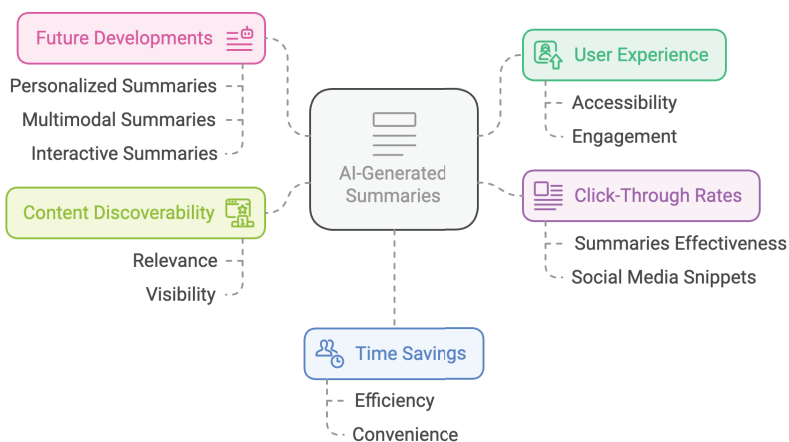 Future Developments
Personalized Summaries
Multimodal Summaries
Interactive Summaries
Content Discoverability
Relevance
Visibility
AI-Generated
Summaries
User Experience
Accessibility
Engagement
Click-Through Rates
Summaries Effectiveness
Social Media Snippets
Time Savings
Efficiency
Convenience